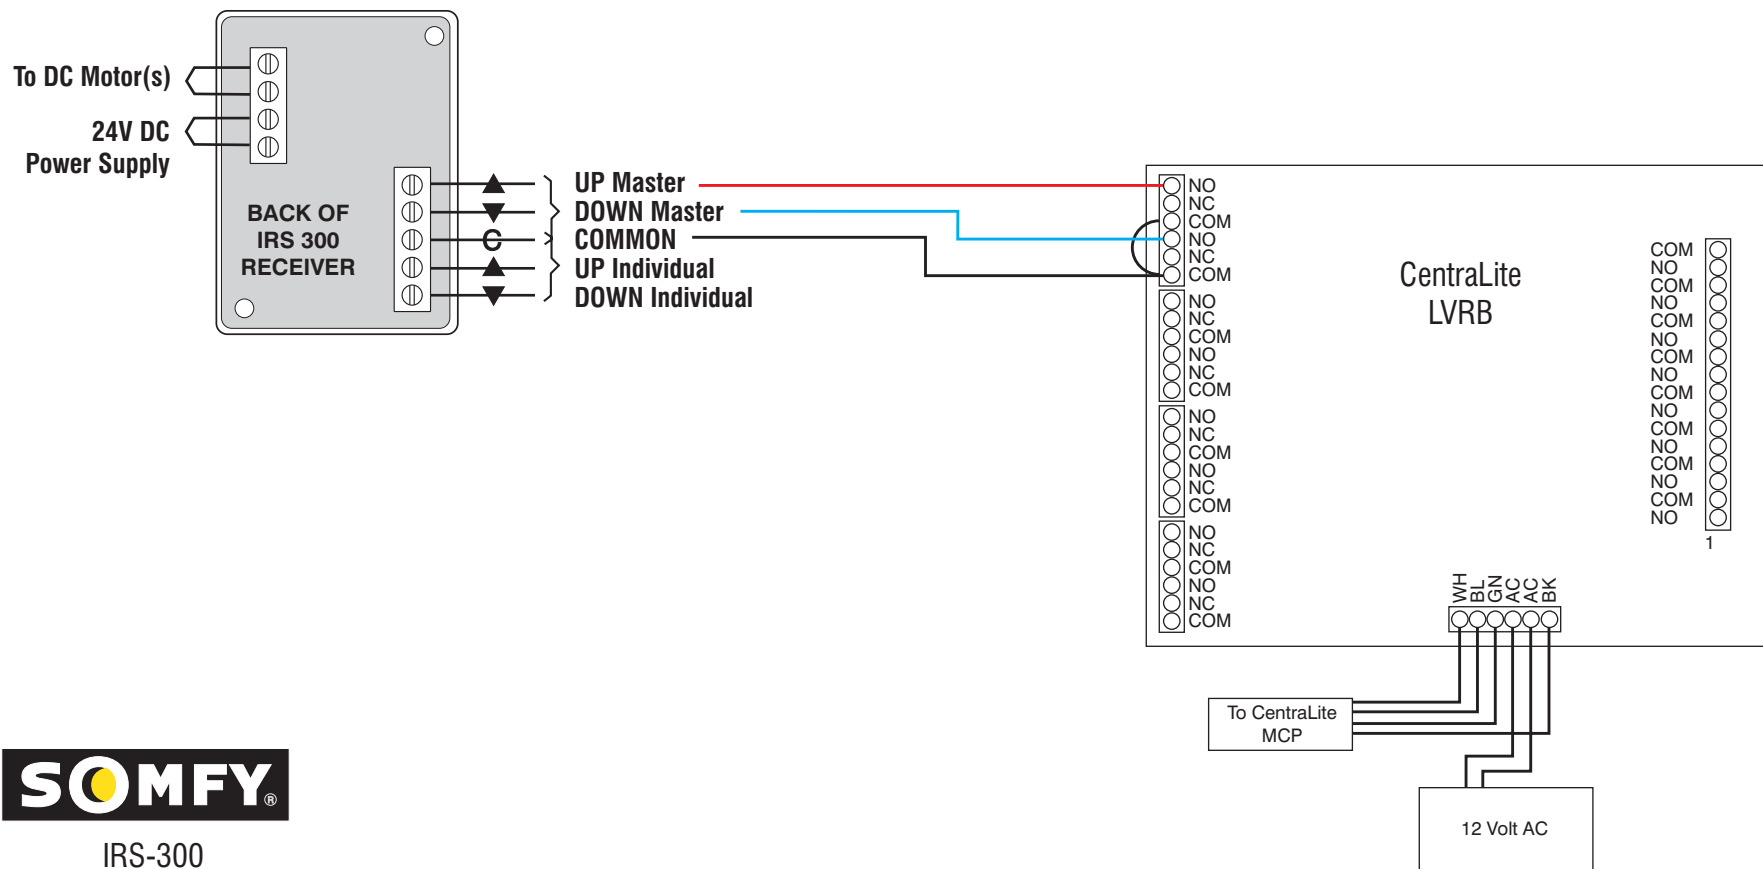 To DC Motor(s)
24V DC
Power Supply
BACK OF
IRS 300
RECEIVER
C
UP Master
DOWN Master
COMMON
UP Individual
DOWN Individual
NO
NC
COM
NO
NC
COM
NO
NC
COM
NO
NC
COM
NO
NC
COM
NO
NC
COM
NO
NC
COM
NO
NC
COM
CentraLite
LVRB
COM
NO
COM
NO
COM
NO
COM
NO
COM
NO
COM
NO
COM
NO
COM
NO
1
WH
BL
GN
AC
AC
BK
To CentraLite
MCP
12 Volt AC
SOMFY®
IRS-300